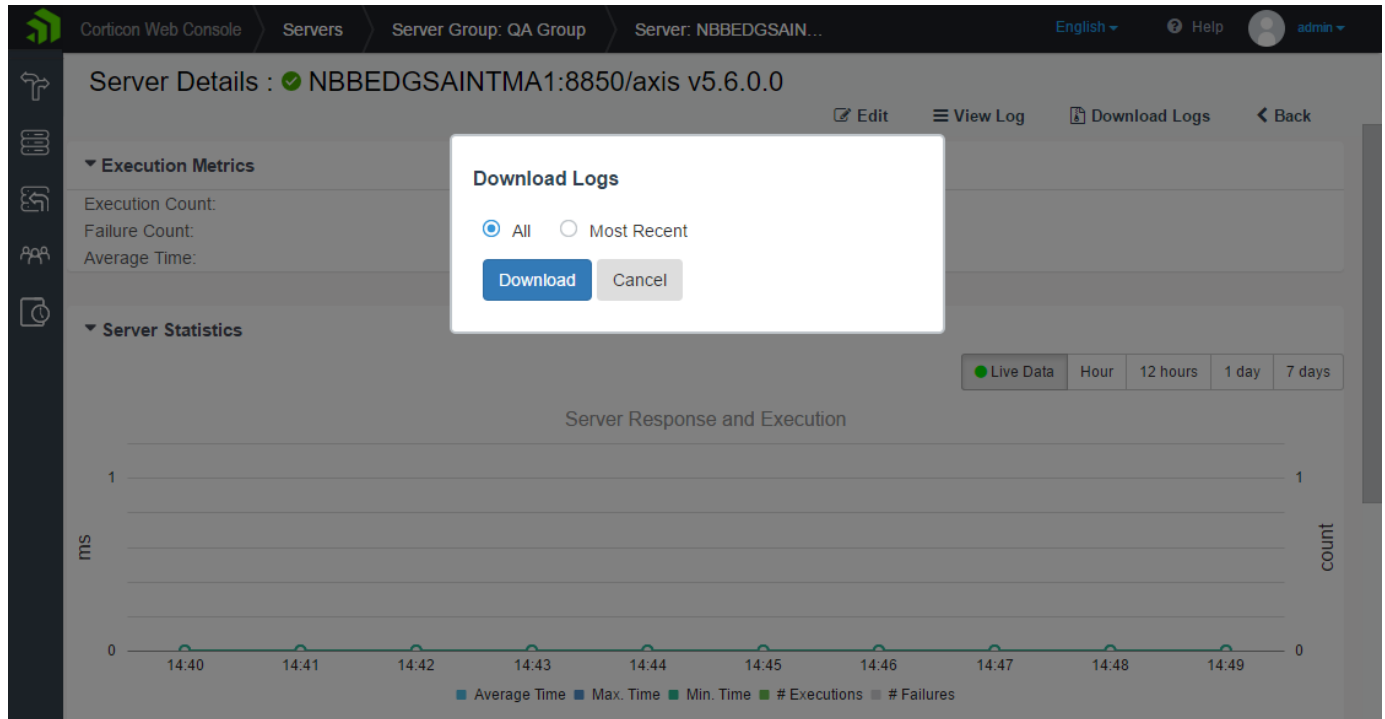 Corticon Web Console Servers Server Group: QA Group Server: NBBEDGSAIN... English Help admin
Server Details : NBBEDGSAINTMA1:8850/axis v5.6.0.0
Edit View Log Download Logs Back
Execution Metrics
Execution Count:
Failure Count:
Average Time:
Download Logs
All Most Recent
Download Cancel
Server Statistics
Live Data Hour 12 hours 1 day 7 days
Server Response and Execution
1 1
ms count
0 0
14:40 14:41 14:42 14:43 14:44 14:45 14:46 14:47 14:48 14:49
Average Time Max. Time Min. Time # Executions # Failures